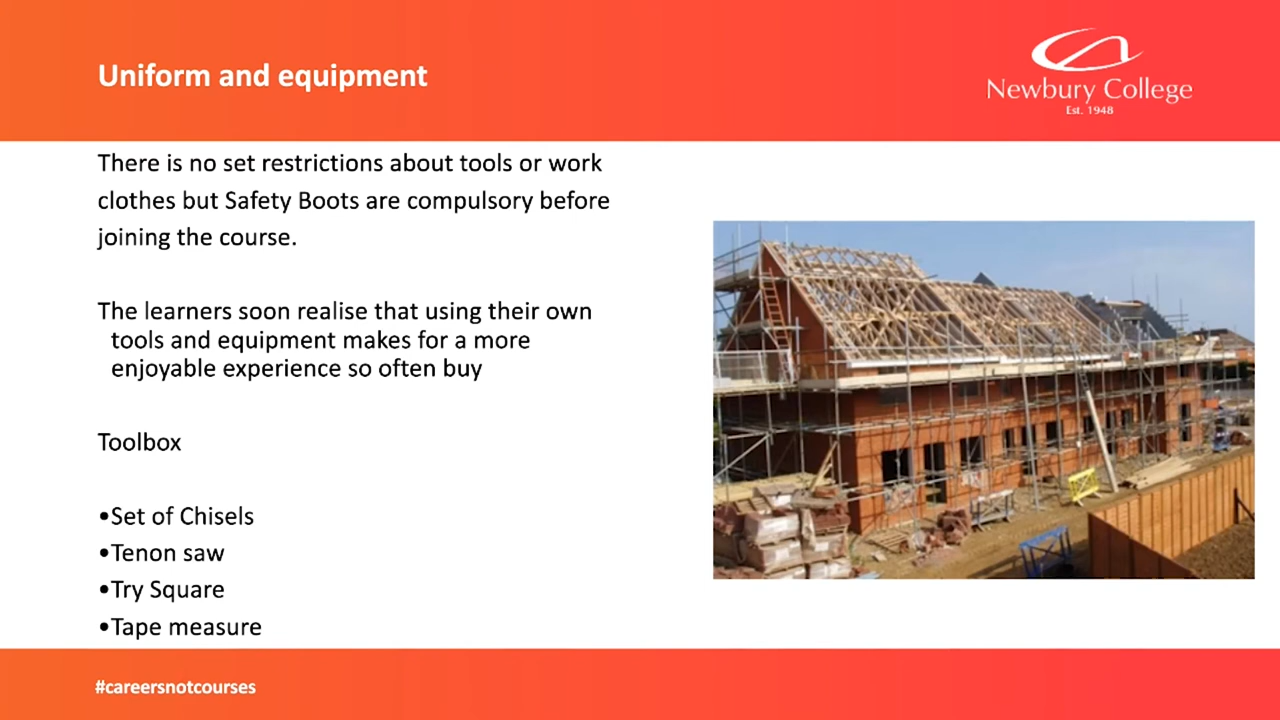 Uniform and equipment
Newbury College
Est. 1948
There is no set restrictions about tools or work
clothes but Safety Boots are compulsory before
joining the course.
The learners soon realise that using their own
tools and equipment makes for a more
enjoyable experience so often buy
Toolbox
•Set of Chisels
•Tenon saw
•Try Square
•Tape measure
#careersnotcourses